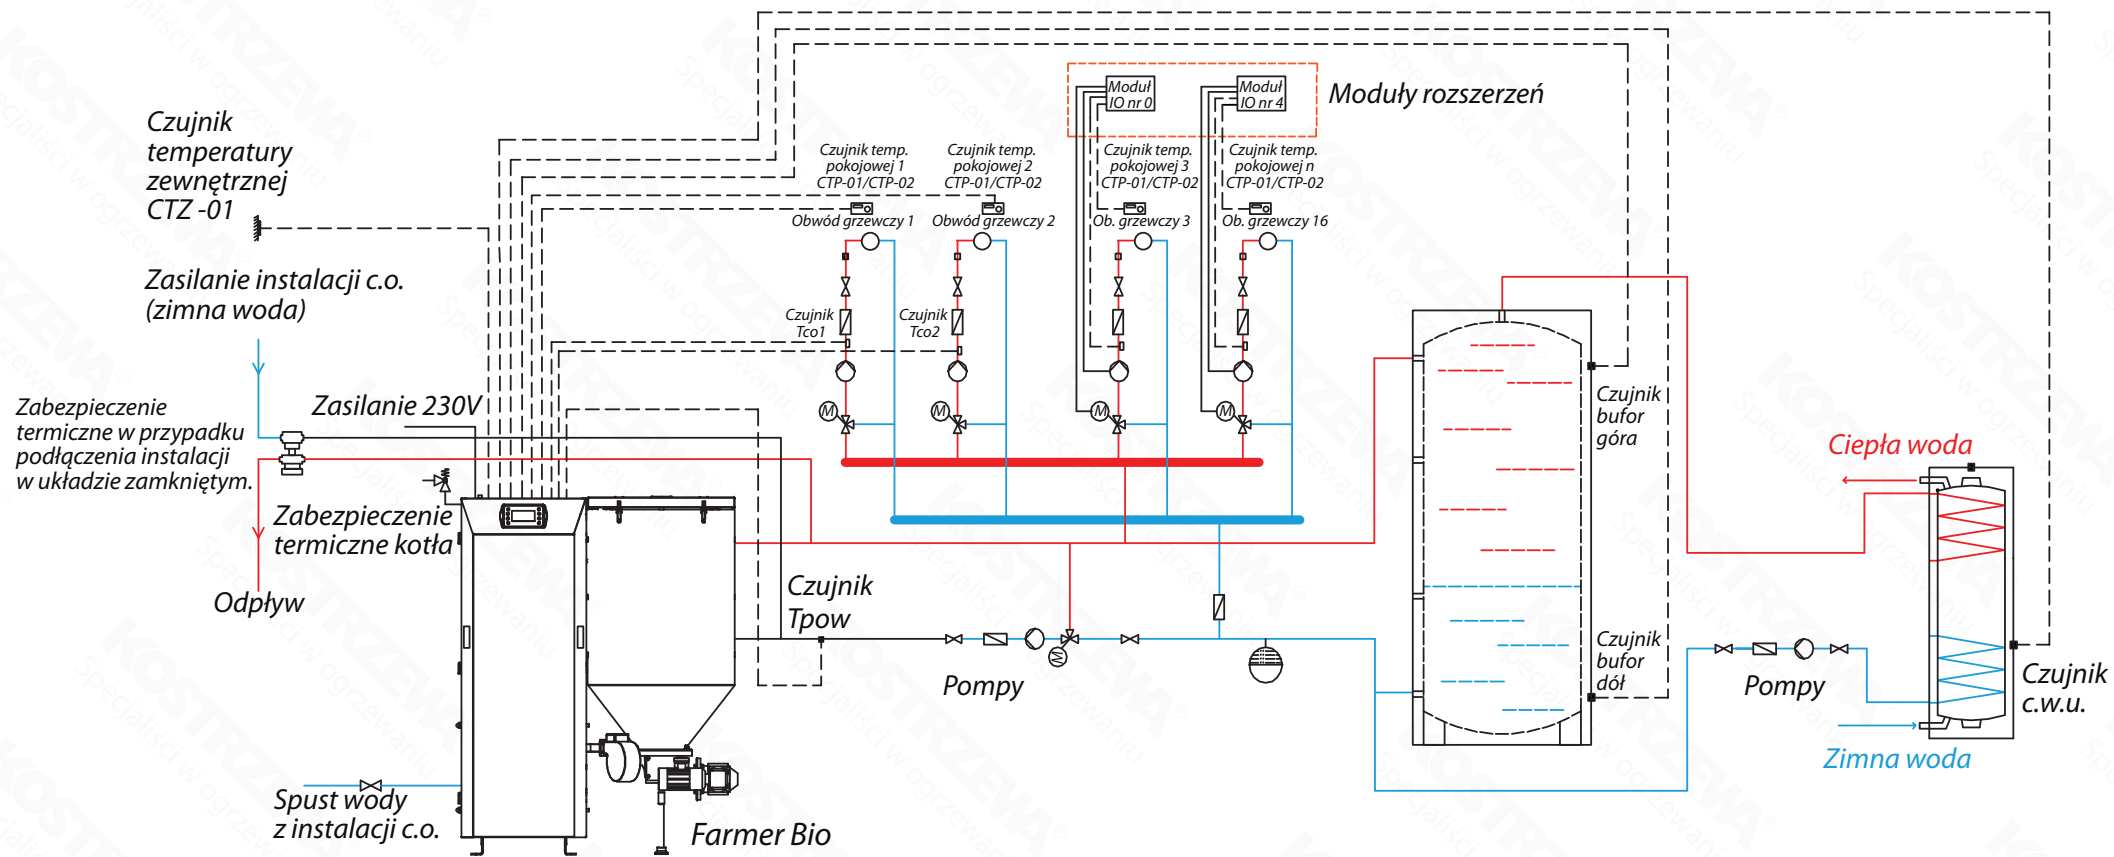 Czujnik
temperatury
zewnętrznej
CTZ -01
Zasilanie instalacji c.o.
(zimna woda)
Zabezpieczenie
termiczne w przypadku
podłączenia instalacji
w układzie zamkniętym.
Zasilanie 230V
Zabezpieczenie
termiczne kotła
Odpływ
Spust wody
z instalacji c.o.
Farmer Bio
Czujnik
Tpow
Pompy
Czujnik temp.
pokojowej 1
CTP-01/CTP-02
Obwód grzewczy 1
Czujnik temp.
pokojowej 2
CTP-01/CTP-02
Obwód grzewczy 2
Moduł
IO nr 0
Moduł
IO nr 4
Moduły rozszerzeń
Czujnik temp.
pokojowej 3
CTP-01/CTP-02
Ob. grzewczy 3
Czujnik temp.
pokojowej n
CTP-01/CTP-02
Ob. grzewczy 16
Czujnik
Tco1
Czujnik
Tco2
M
M
M
M
M
Czujnik
bufor
góra
Czujnik
bufor
dół
Ciepła woda
Pompy
Zimna woda
Czujnik
c.w.u.
KOSTRZEWA®
Specjaliści w ogrzewaniu